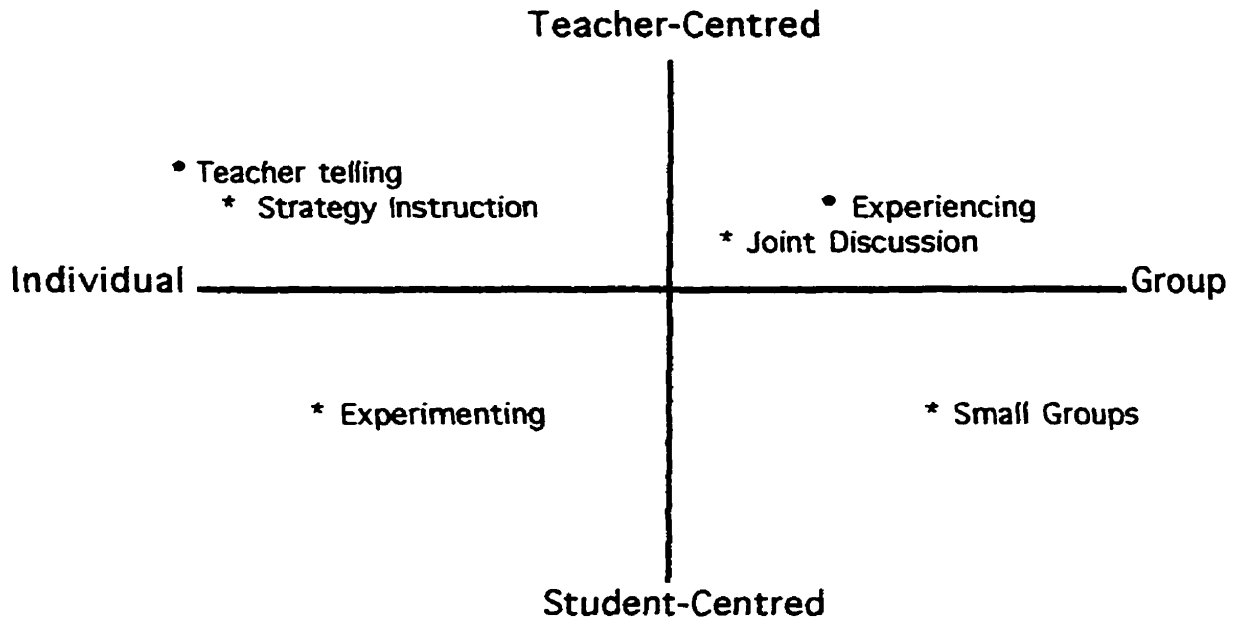 Teacher-Centred
• Teacher telling
* Strategy Instruction
• Experiencing
* Joint Discussion
Individual
Group
* Experimenting
* Small Groups
Student-Centred